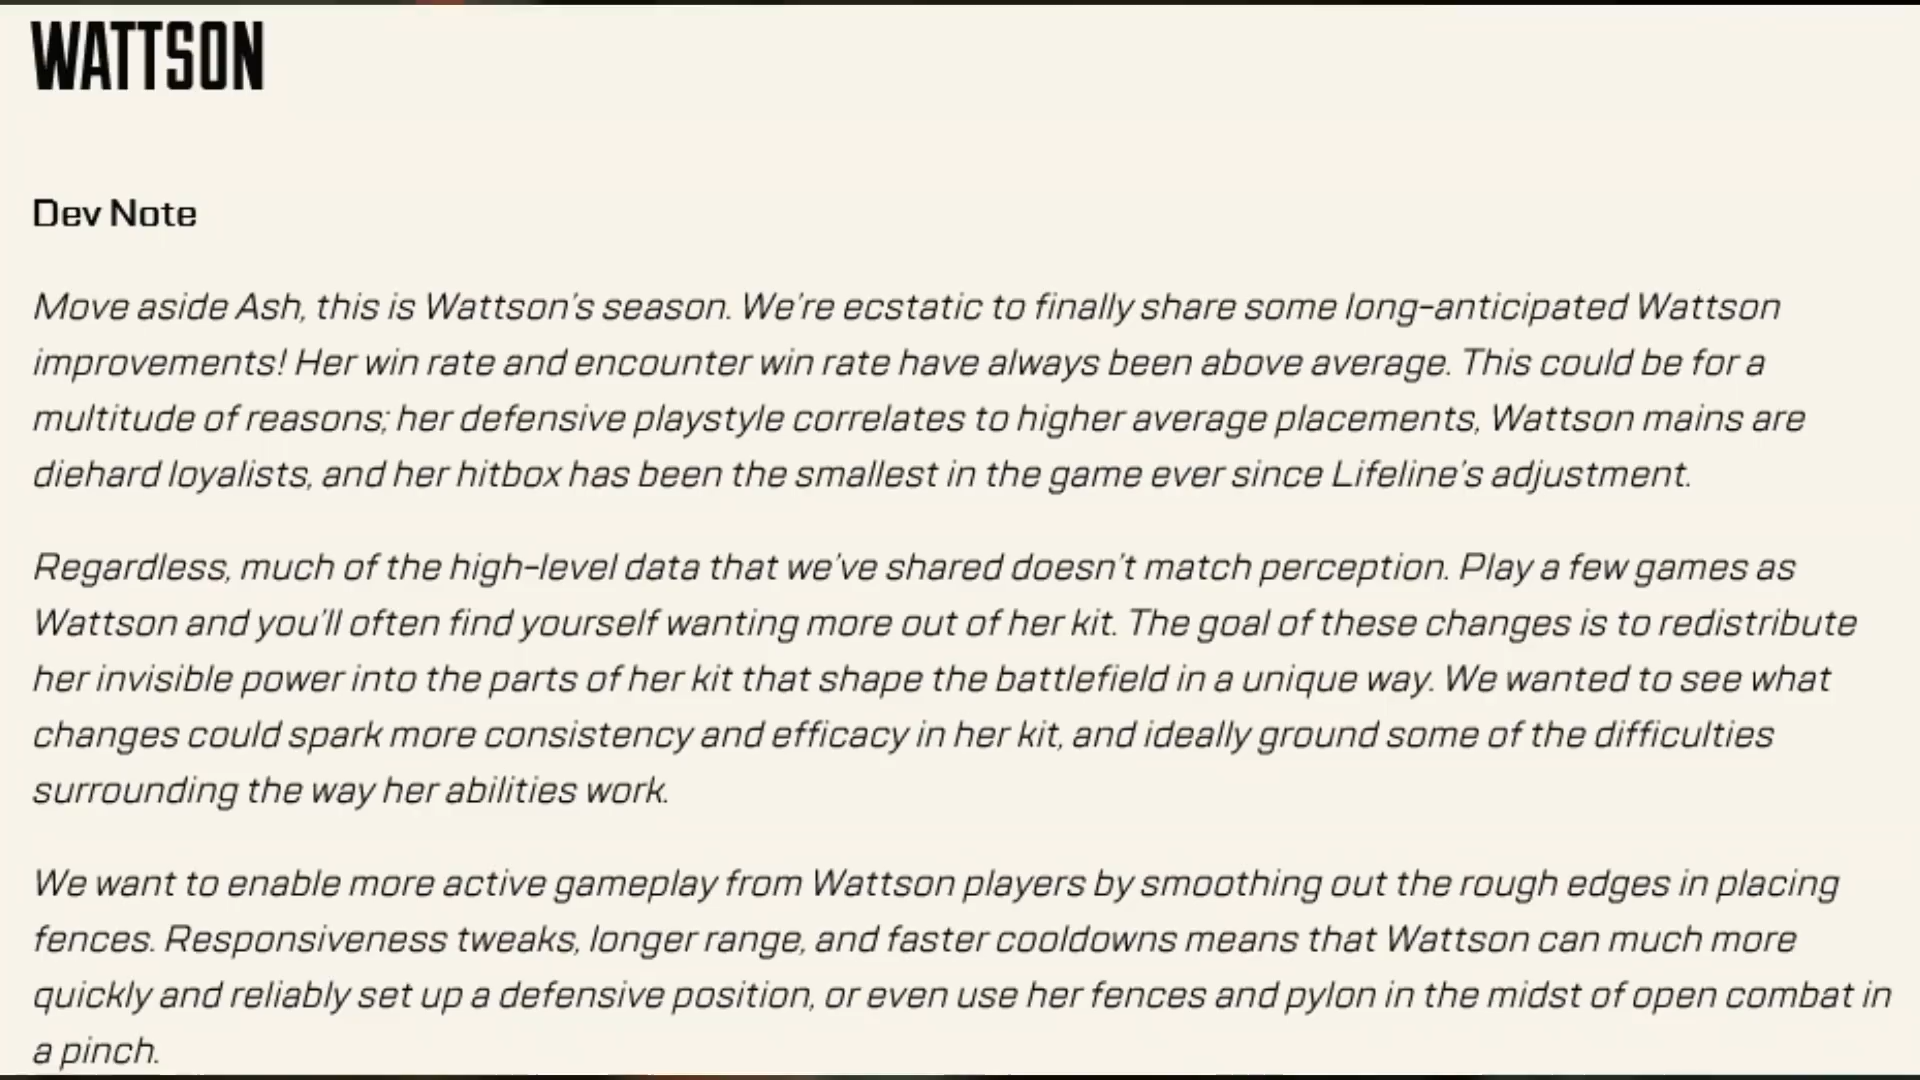 WATTSON
Dev Note
Move aside Ash, this is Wattson's season. We're ecstatic to finally share some long-anticipated Wattson
improvements! Her win rate and encounter win rate have always been above average. This could be for a
multitude of reasons; her defensive playstyle correlates to higher average placements, Wattson mains are
diehard loyalists, and her hitbox has been the smallest in the game ever since Lifeline's adjustment.
Regardless, much of the high-level data that we've shared doesn't match perception. Play a few games as
Wattson and you'll often find yourself wanting more out of her kit. The goal of these changes is to redistribute
her invisible power into the parts of her kit that shape the battlefield in a unique way. We wanted to see what
changes could spark more consistency and efficacy in her kit, and ideally ground some of the difficulties
surrounding the way her abilities work.
We want to enable more active gameplay from Wattson players by smoothing out the rough edges in placing
fences. Responsiveness tweaks, longer range, and faster cooldowns means that Wattson can much more
quickly and reliably set up a defensive position, or even use her fences and pylon in the midst of open combat in
a pinch.